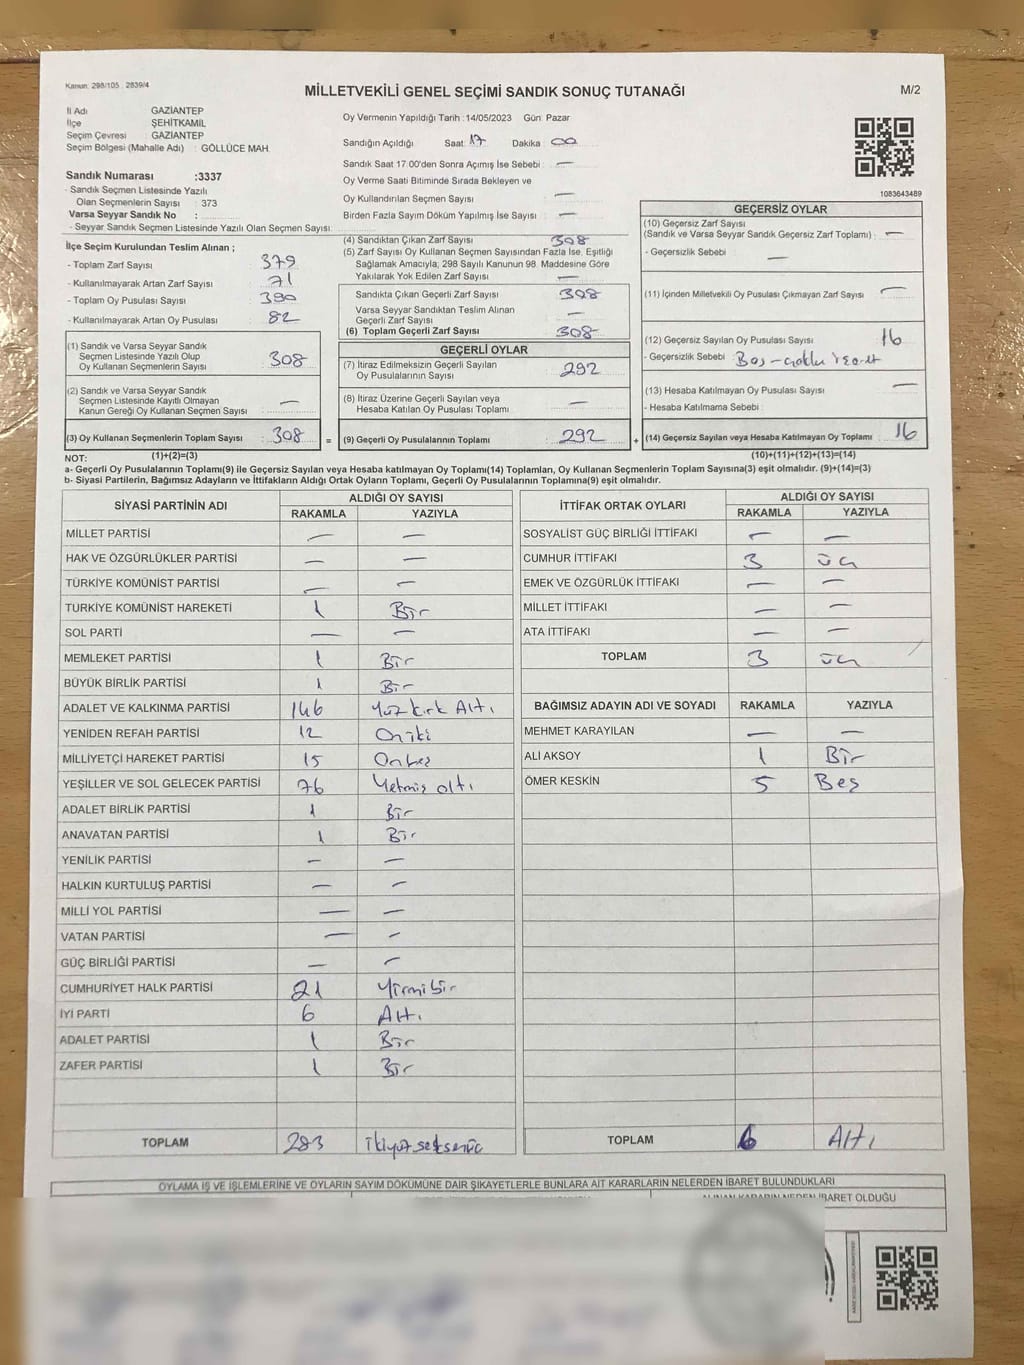 Kanun: 298/105 : 2839/4
MİLLETVEKİLİ GENEL SEÇİMİ SANDIK SONUÇ TUTANAĞI
M/2
İl Adı GAZİANTEP
İlçe ŞEHİTKAMİL
Seçim Çevresi : GAZİANTEP
Seçim Bölgesi (Mahalle Adı) : GÖLLÜCE MAH.
Sandık Numarası :3337
- Sandık Seçmen Listesinde Yazılı
Olan Seçmenlerin Sayısı : 373
Varsa Seyyar Sandık No :
- Seyyar Sandık Seçmen Listesinde Yazılı Olan Seçmen Sayısı:
Oy Vermenin Yapıldığı Tarih :14/05/2023 Gün: Pazar
Sandığın Açıldığı Saat: 17 Dakika : 00
Sandık Saat 17.00'den Sonra Açımış İse Sebebi : —
Oy Verme Saati Bitiminde Sırada Bekleyen ve
Oy Kullandırılan Seçmen Sayısı —
Birden Fazla Sayım Döküm Yapılmış İse Sayısı : —
1083643489
İlçe Seçim Kurulundan Teslim Alınan ;
- Toplam Zarf Sayısı 379
- Kullanılmayarak Artan Zarf Sayısı : 71
- Toplam Oy Pusulası Sayısı : 390
- Kullanılmayarak Artan Oy Pusulası : 82
(1) Sandık ve Varsa Seyyar Sandık
Seçmen Listesinde Yazılı Olup
Oy Kullanan Seçmenlerin Sayısı : 308
(2) Sandık ve Varsa Seyyar Sandık
Seçmen Listesinde Kayıtlı Olmayan
Kanun Gereği Oy Kullanan Seçmen Sayısı : —
(3) Oy Kullanan Seçmenlerin Toplam Sayısı : 308 =
(4) Sandıktan Çıkan Zarf Sayısı 308
(5) Zarf Sayısı Oy Kullanan Seçmen Sayısından Fazla İse, Eşitliği
Sağlamak Amacıyla, 298 Sayılı Kanunun 98. Maddesine Göre
Yakılarak Yok Edilen Zarf Sayısı : —
Sandıkta Çıkan Geçerli Zarf Sayısı : 308
Varsa Seyyar Sandıktan Teslim Alınan
Geçerli Zarf Sayısı : —
(6) Toplam Geçerli Zarf Sayısı : 308
GEÇERLİ OYLAR
(7) İtiraz Edilmeksizin Geçerli Sayılan
Oy Pusulalarının Sayısı : 292
(8) İtiraz Üzerine Geçerli Sayılan veya
Hesaba Katılan Oy Pusulası Toplamı : —
(9) Geçerli Oy Pusulalarının Toplamı : 292 +
GEÇERSİZ OYLAR
(10) Geçersiz Zarf Sayısı
(Sandık ve Varsa Seyyar Sandık Geçersiz Zarf Toplamı) : —
- Geçersizlik Sebebi : —
(11) İçinden Milletvekili Oy Pusulası Çıkmayan Zarf Sayısı : —
(12) Geçersiz Sayılan Oy Pusulası Sayısı : 16
- Geçersizlik Sebebi : Boş
(13) Hesaba Katılmayan Oy Pusulası Sayısı : —
- Hesaba Katılmama Sebebi :
(14) Geçersiz Sayılan veya Hesaba Katılmayan Oy Toplamı : 16
NOT: (1)+(2)=(3) (10)+(11)+(12)+(13)=(14)
a- Geçerli Oy Pusulalarının Toplamı(9) ile Geçersiz Sayılan veya Hesaba katılmayan Oy Toplamı(14) Toplamları, Oy Kullanan Seçmenlerin Toplam Sayısına(3) eşit olmalıdır. (9)+(14)=(3)
b- Siyasi Partilerin, Bağımsız Adayların ve İttifakların Aldığı Ortak Oyların Toplamı, Geçerli Oy Pusulalarının Toplamına(9) eşit olmalıdır.
SİYASİ PARTİNİN ADI ALDIĞI OY SAYISI
RAKAMLA YAZIYLA
MİLLET PARTİSİ — —
HAK VE ÖZGÜRLÜKLER PARTİSİ — —
TÜRKİYE KOMÜNİST PARTİSİ — —
TÜRKİYE KOMÜNİST HAREKETİ 1 Bir
SOL PARTİ — —
MEMLEKET PARTİSİ 1 Bir
BÜYÜK BİRLİK PARTİSİ 1 Bir
ADALET VE KALKINMA PARTİSİ 146 Yüz kırk Altı
YENİDEN REFAH PARTİSİ 12 Oniki
MİLLİYETÇİ HAREKET PARTİSİ 15 Onbeş
YEŞİLLER VE SOL GELECEK PARTİSİ 76 Yetmiş altı
ADALET BİRLİK PARTİSİ 1 Bir
ANAVATAN PARTİSİ 1 Bir
YENİLİK PARTİSİ — —
HALKIN KURTULUŞ PARTİSİ — —
MİLLİ YOL PARTİSİ — —
VATAN PARTİSİ — —
GÜÇ BİRLİĞİ PARTİSİ — —
CUMHURİYET HALK PARTİSİ 21 Yirmi bir
İYİ PARTİ 6 Altı
ADALET PARTİSİ 1 Bir
ZAFER PARTİSİ 1 Bir
TOPLAM 283 ikiyüz seksenüç
İTTİFAK ORTAK OYLARI ALDIĞI OY SAYISI
RAKAMLA YAZIYLA
SOSYALİST GÜÇ BİRLİĞİ İTTİFAKI — —
CUMHUR İTTİFAKI 3 üç
EMEK VE ÖZGÜRLÜK İTTİFAKI — —
MİLLET İTTİFAKI — —
ATA İTTİFAKI — —
TOPLAM 3 üç
BAĞIMSIZ ADAYIN ADI VE SOYADI RAKAMLA YAZIYLA
MEHMET KARAYILAN — —
ALİ AKSOY 1 Bir
ÖMER KESKİN 5 Beş
TOPLAM 6 Altı
OYLAMA İŞ VE İŞLEMLERİNE VE OYLARIN SAYIM DÖKÜMÜNE DAİR ŞİKAYETLERLE BUNLARA AİT KARARLARIN NELERDEN İBARET BULUNDUKLARI
ALINAN KARARIN NEDEN İBARET OLDUĞU